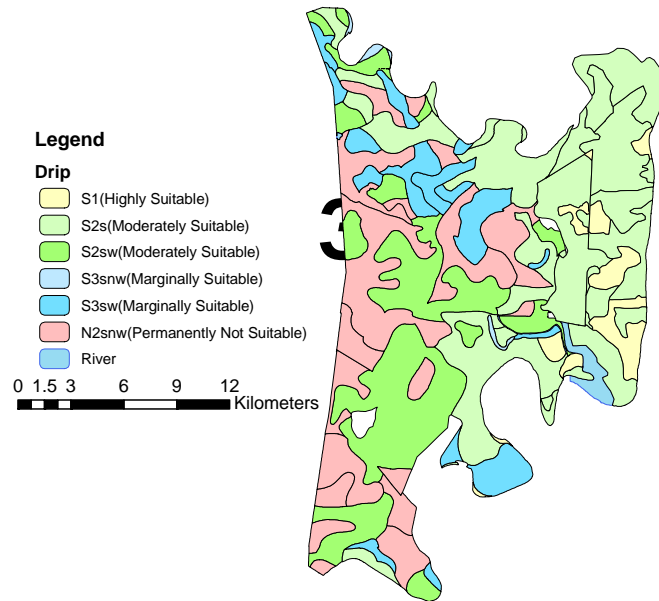 Legend
Drip
S1(Highly Suitable)
S2s(Moderately Suitable)
S2sw(Moderately Suitable)
S3snw(Marginally Suitable)
S3sw(Marginally Suitable)
N2snw(Permanently Not Suitable)
River
0 1.5 3 6 9 12
Kilometers
3